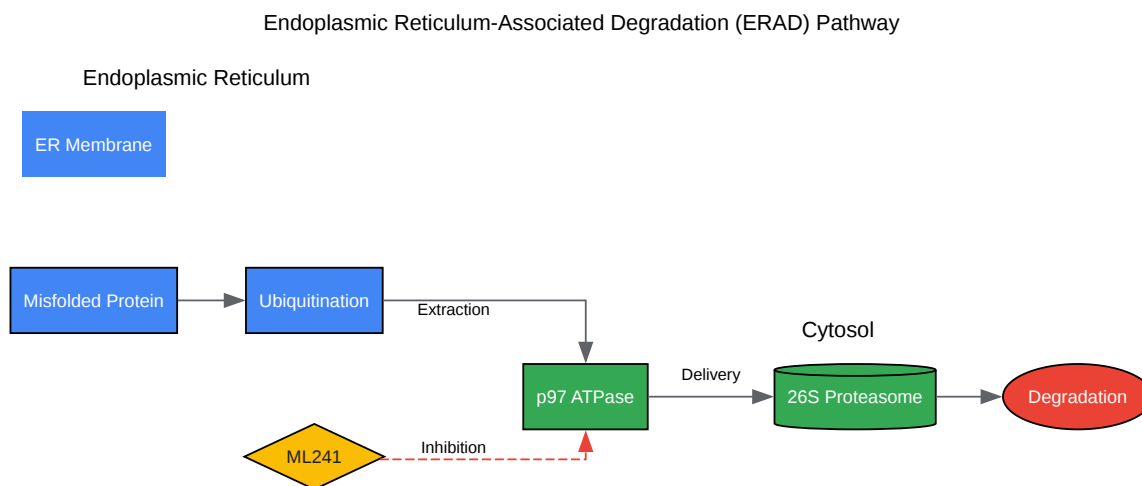 Endoplasmic Reticulum-Associated Degradation (ERAD) Pathway
Endoplasmic Reticulum
ER Membrane
Misfolded Protein
Ubiquitination
Extraction
Cytosol
p97 ATPase
Delivery
26S Proteasome
Degradation
ML241
Inhibition